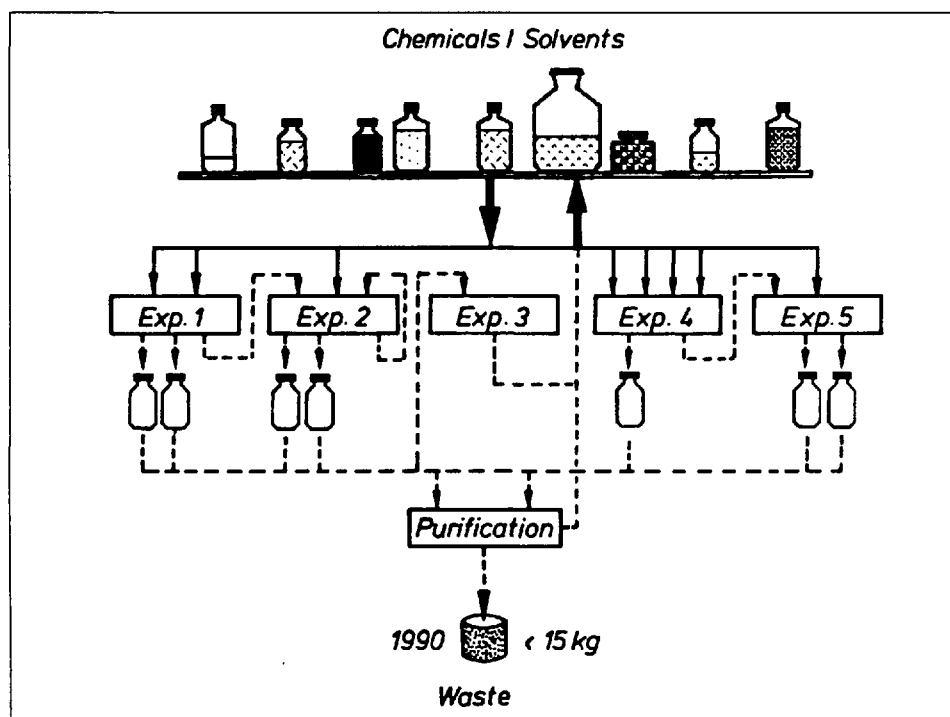 Chemicals / Solvents
Exp. 1
Exp. 2
Exp. 3
Exp. 4
Exp. 5
Purification
1990 < 15 kg
Waste